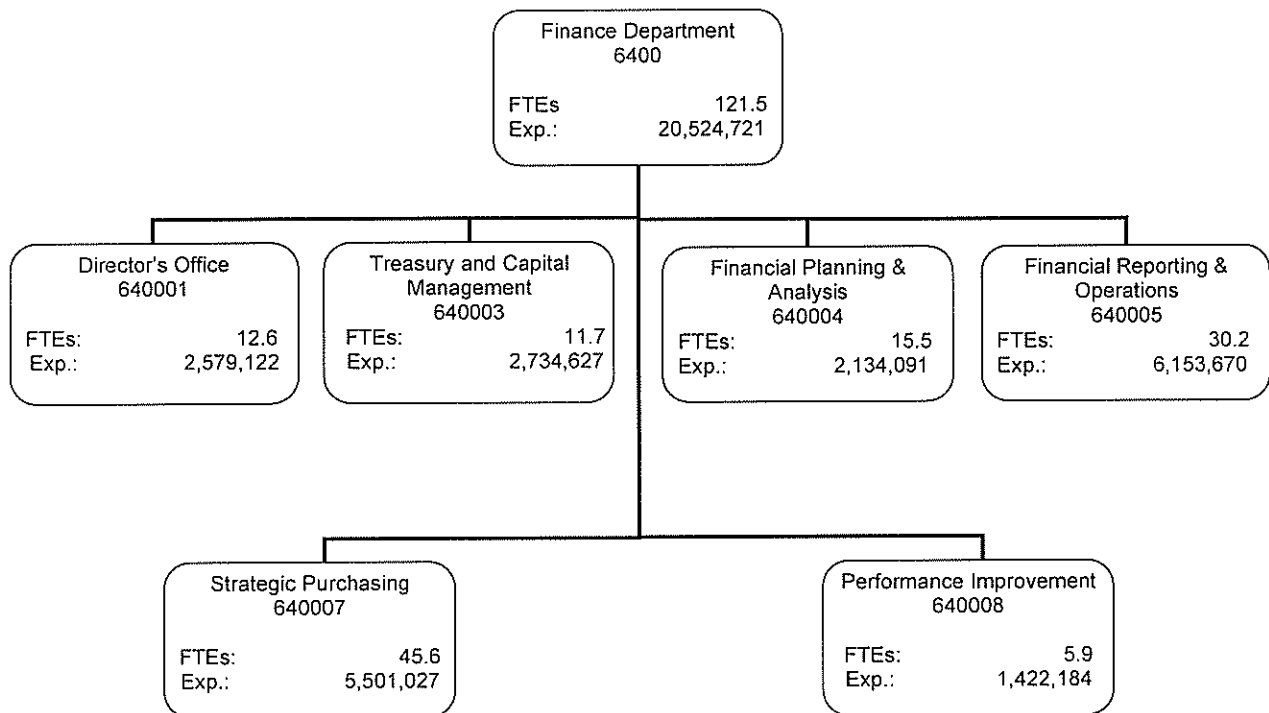 Finance Department
6400
FTEs 121.5
Exp.: 20,524,721
Director's Office
640001
FTEs: 12.6
Exp.: 2,579,122
Treasury and Capital
Management
640003
FTEs: 11.7
Exp.: 2,734,627
Financial Planning &
Analysis
640004
FTEs: 15.5
Exp.: 2,134,091
Financial Reporting &
Operations
640005
FTEs: 30.2
Exp.: 6,153,670
Strategic Purchasing
640007
FTEs: 45.6
Exp.: 5,501,027
Performance Improvement
640008
FTEs: 5.9
Exp.: 1,422,184